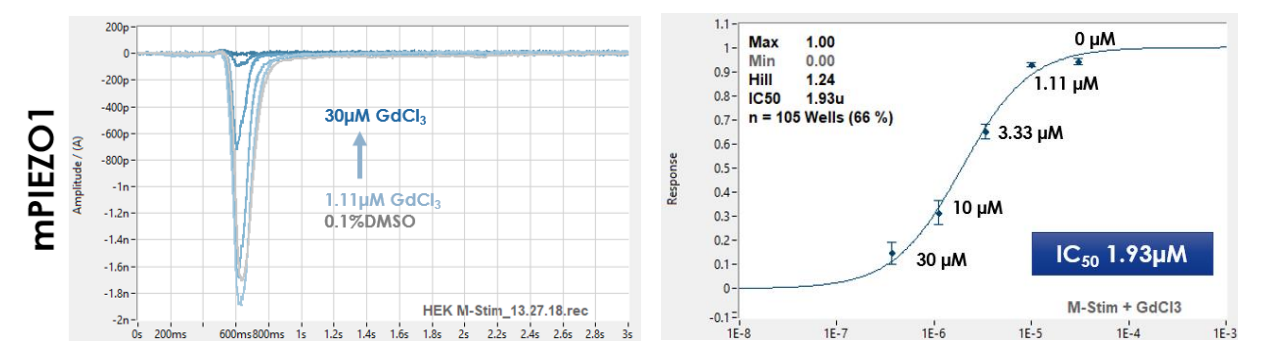 mPIEZO1
Amplitude / (A)
200p
0
-200p
-400p
-600p
-800p
-1n
-1.2n
-1.4n
-1.6n
-1.8n
-2n
30µM GdCl₃
1.11µM GdCl₃
0.1%DMSO
HEK M-Stim_13.27.18.rec
0s 200ms 600ms800ms 1s 1.2s 1.4s 1.6s 1.8s 2s 2.2s 2.4s 2.6s 2.8s 3s
Response
1.1
1
0.9
0.8
0.7
0.6
0.5
0.4
0.3
0.2
0.1
0
-0.1
Max 1.00
Min 0.00
Hill 1.24
IC50 1.93u
n = 105 Wells (66 %)
0 µM
1.11 µM
3.33 µM
10 µM
30 µM
IC₅₀ 1.93µM
M-Stim + GdCl3
1E-8 1E-7 1E-6 1E-5 1E-4 1E-3